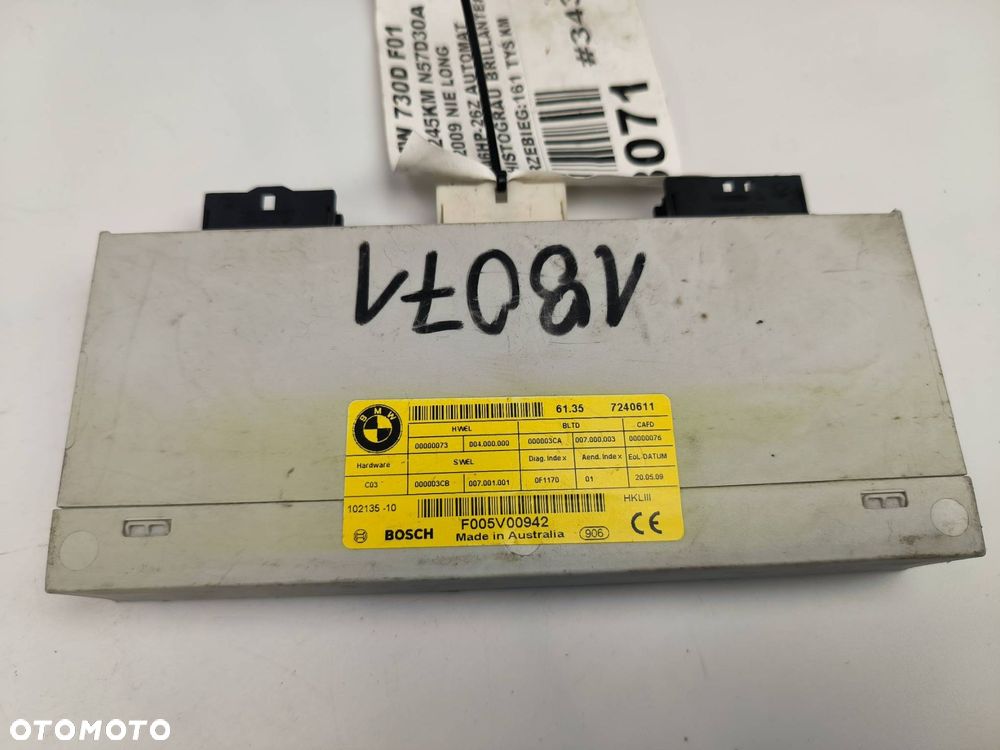 W 730D F01
245KM N57D30A
2009 NIE LONG
6HP-26Z AUTOMAT
HISTOGRAU BRILLANTEF
RZEBIEG:161 TYS KM
#343
071
18071
BMW
61.35 7240611
HWEL BLTD CAFD
00000073 004.000.000 000003CA 007.000.003 00000076
Hardware SWEL Diag. Index Aend. Index EoL-DATUM
C03 000003CB 007.001.001 0F1170 01 20.05.09
102135-10 HKLIII
BOSCH F005V00942
Made in Australia 906 CE
OTOMOTO